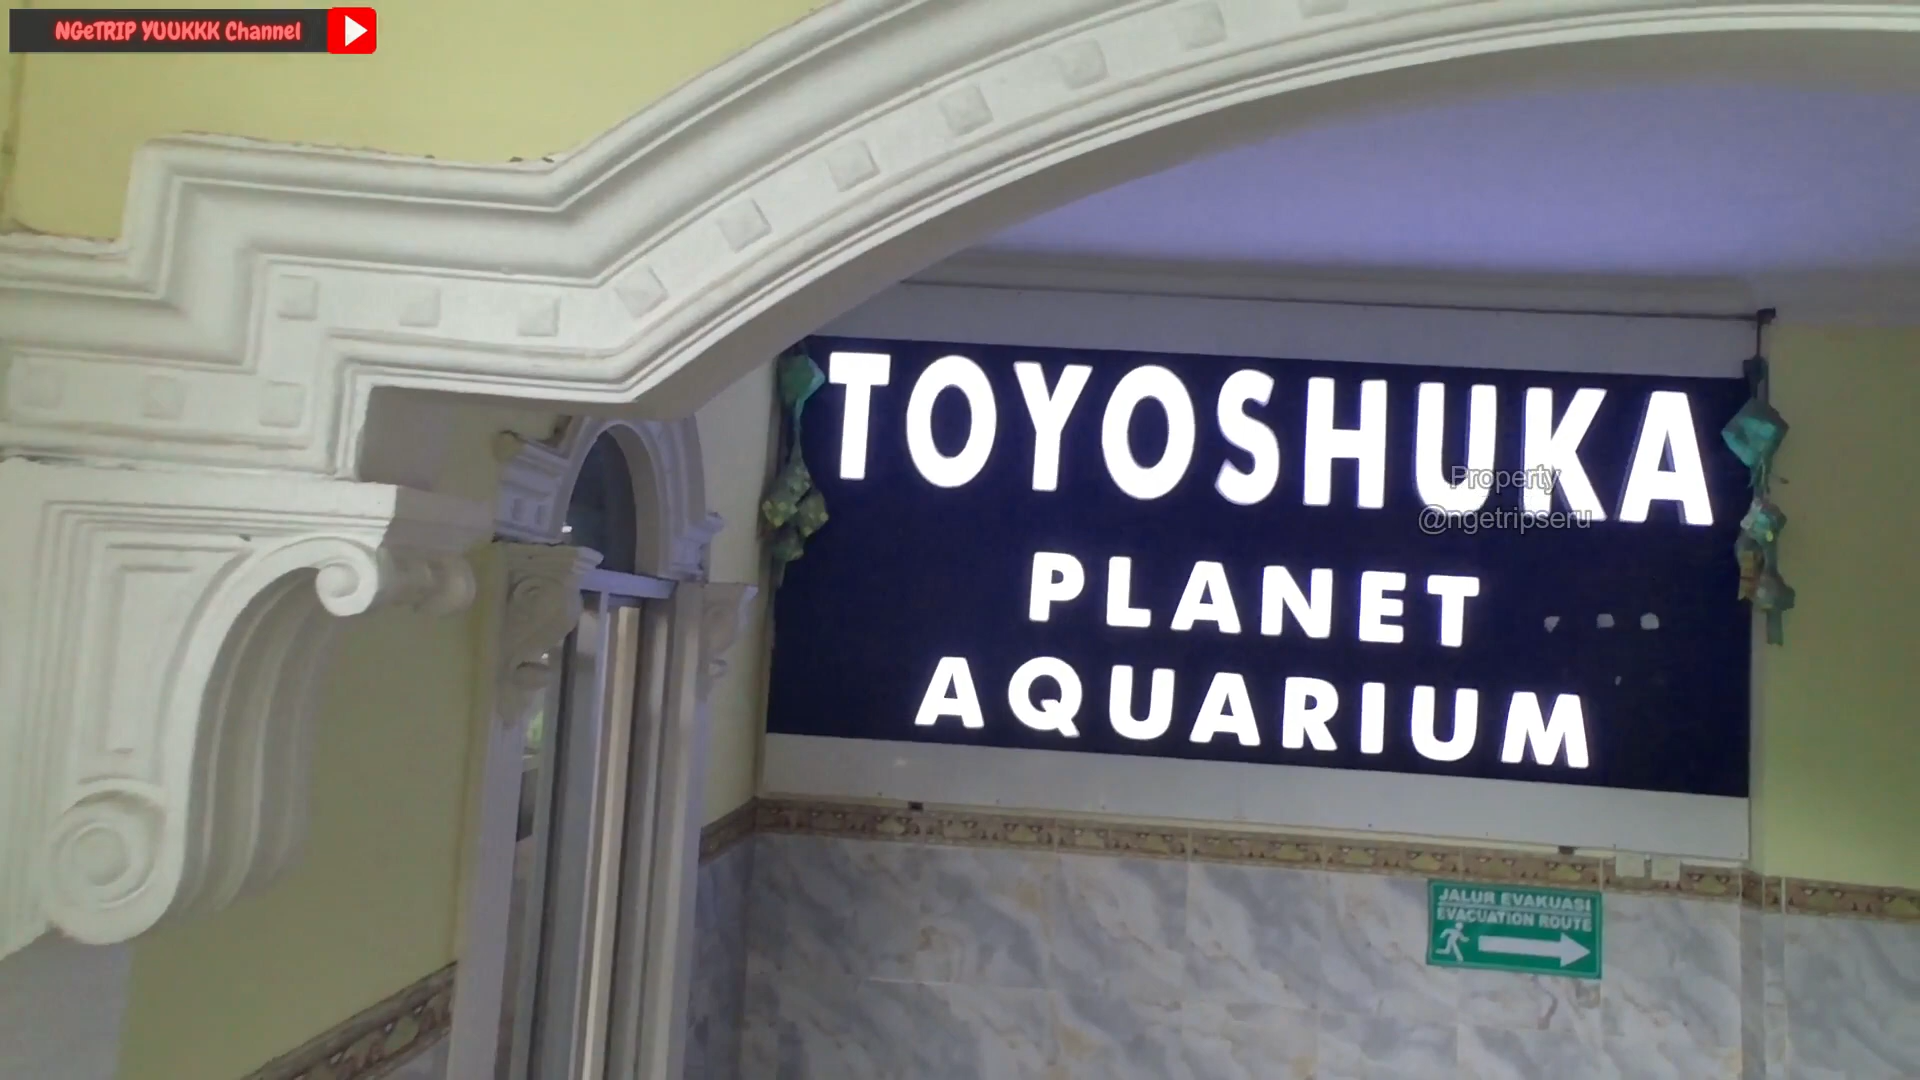 NGeTRIP YUUKKK Channel
TOYOSHUKA
Property
@ngetripseru
PLANET
AQUARIUM
JALUR EVAKUASI
EVACUATION ROUTE